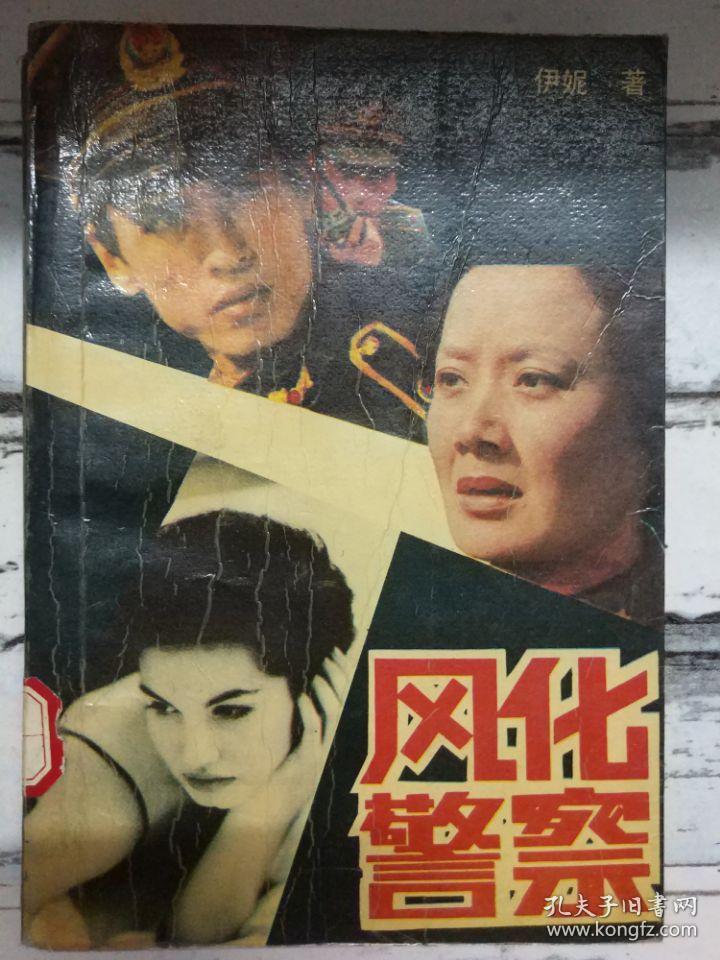 伊妮 著
风化
警察
孔夫子旧书网
www.kongfz.com